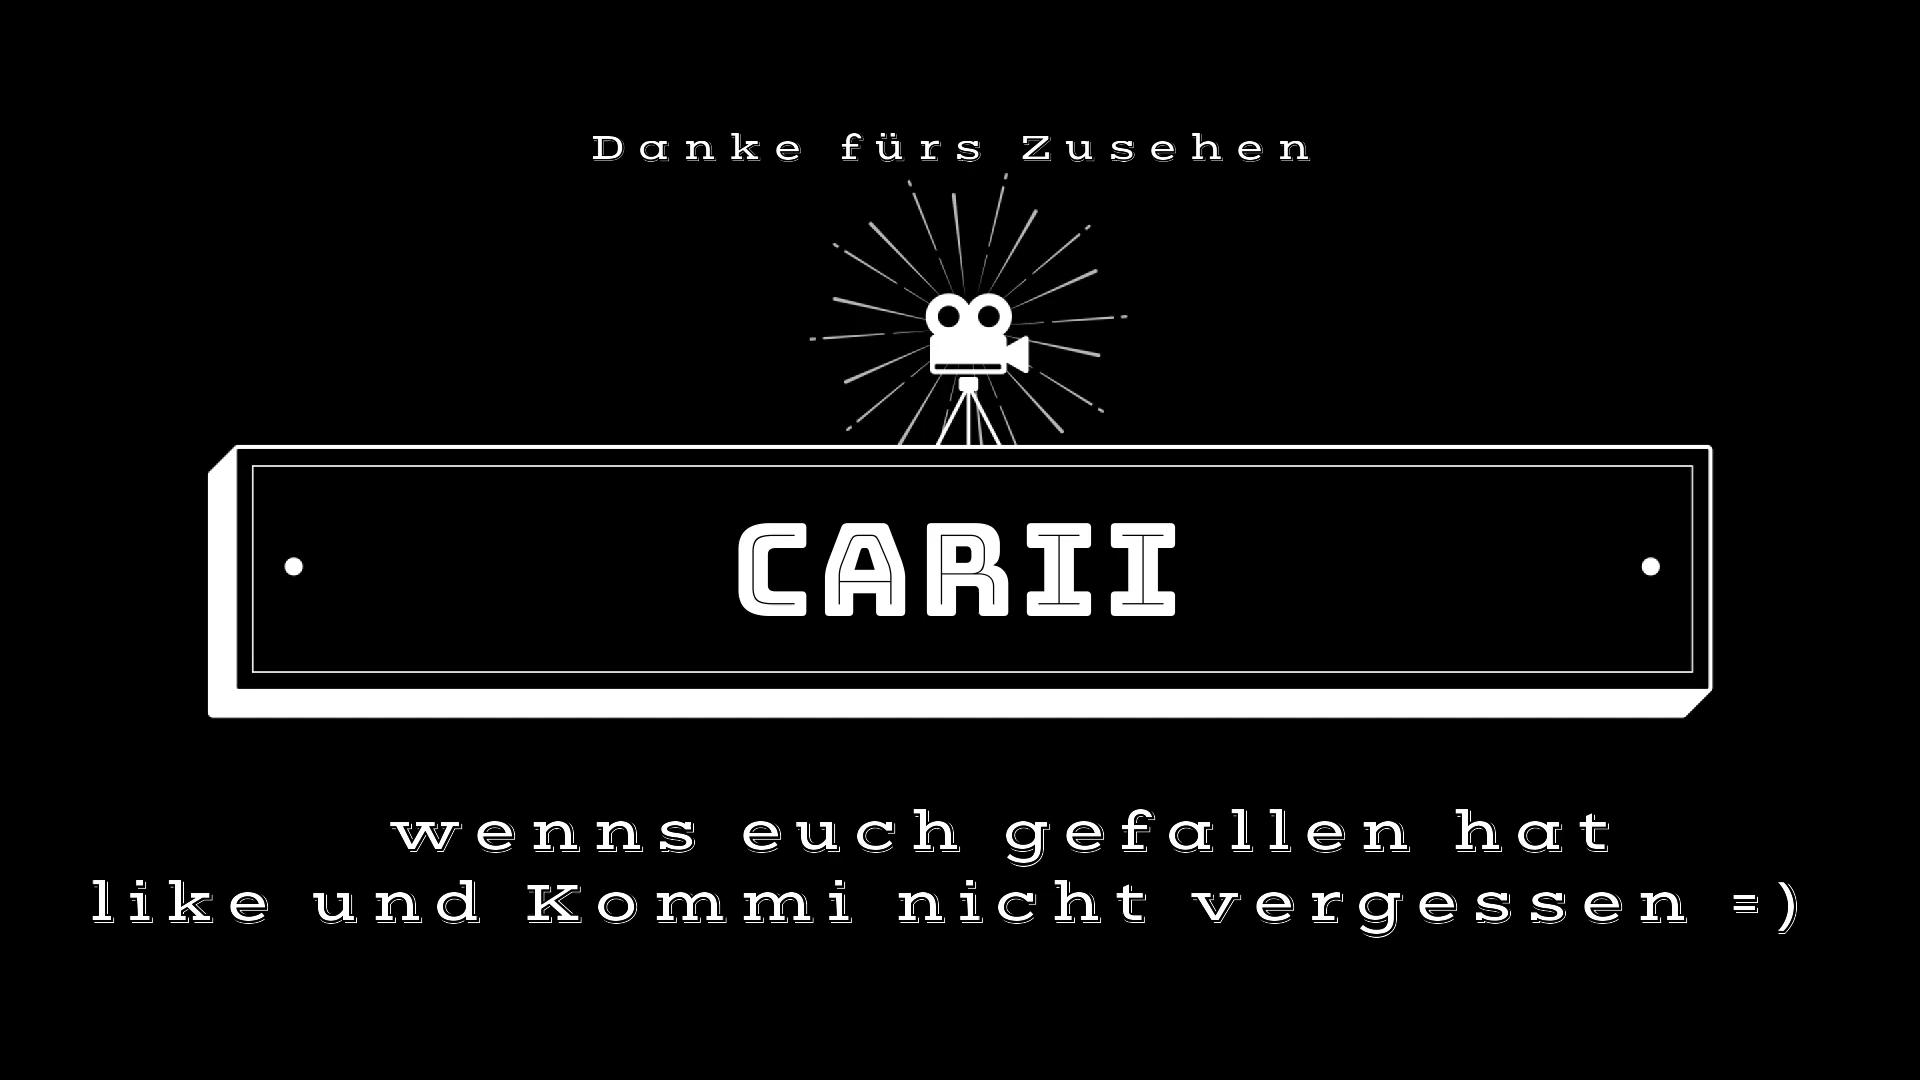 Danke fürs Zusehen
CARII
wenns euch gefallen hat
like und Kommi nicht vergessen =)